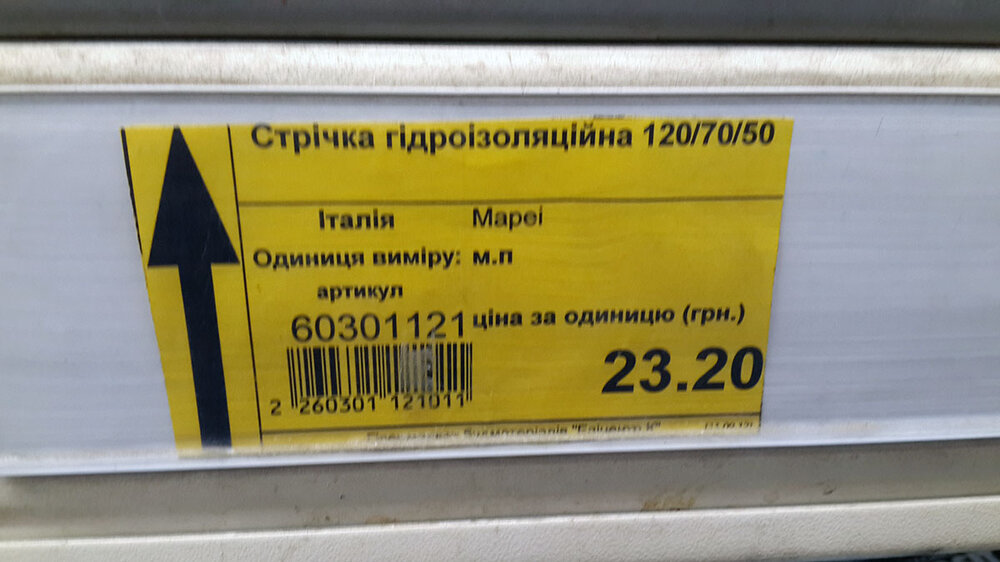 Стрічка гідроізоляційна 120/70/50
Італія Mapei
Одиниця виміру: м.п
артикул
60301121 ціна за одиницю (грн.)
23.20
2 260301 121011